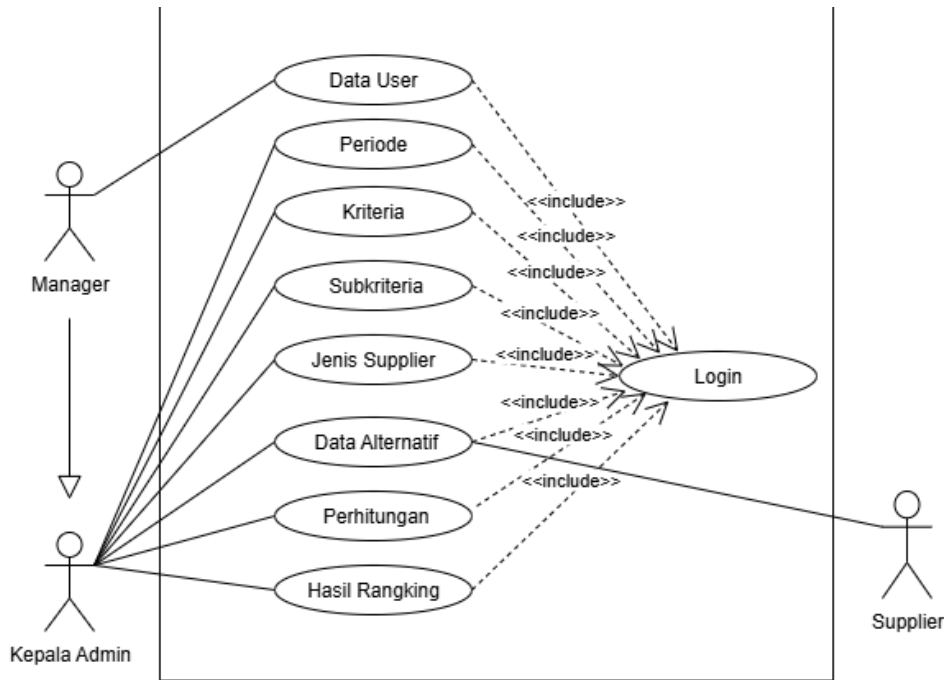 Data User
Periode
Kriteria
<<include>>
<<include>>
<<include>>
Manager
Subkriteria
<<include>>
Jenis Supplier
<<include>>
Login
<<include>>
Data Alternatif
<<include>>
<<include>>
Perhitungan
Hasil Rangking
Supplier
Kepala Admin